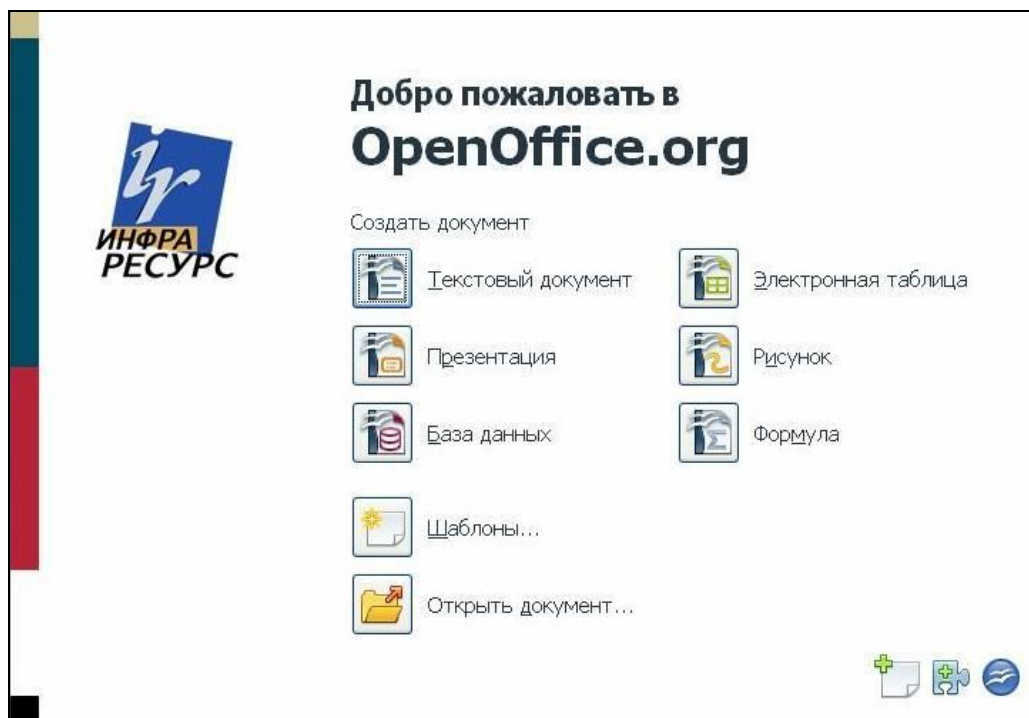 Добро пожаловать в
OpenOffice.org
ir
ИНФРА
РЕСУРС
Создать документ
Текстовый документ
Электронная таблица
Презентация
Рисунок
База данных
Формула
Шаблоны...
Открыть документ...